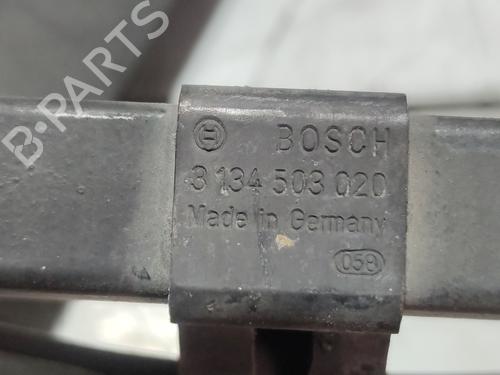 B-PARTS
BOSCH
3 134 503 020
Made in Germany
058